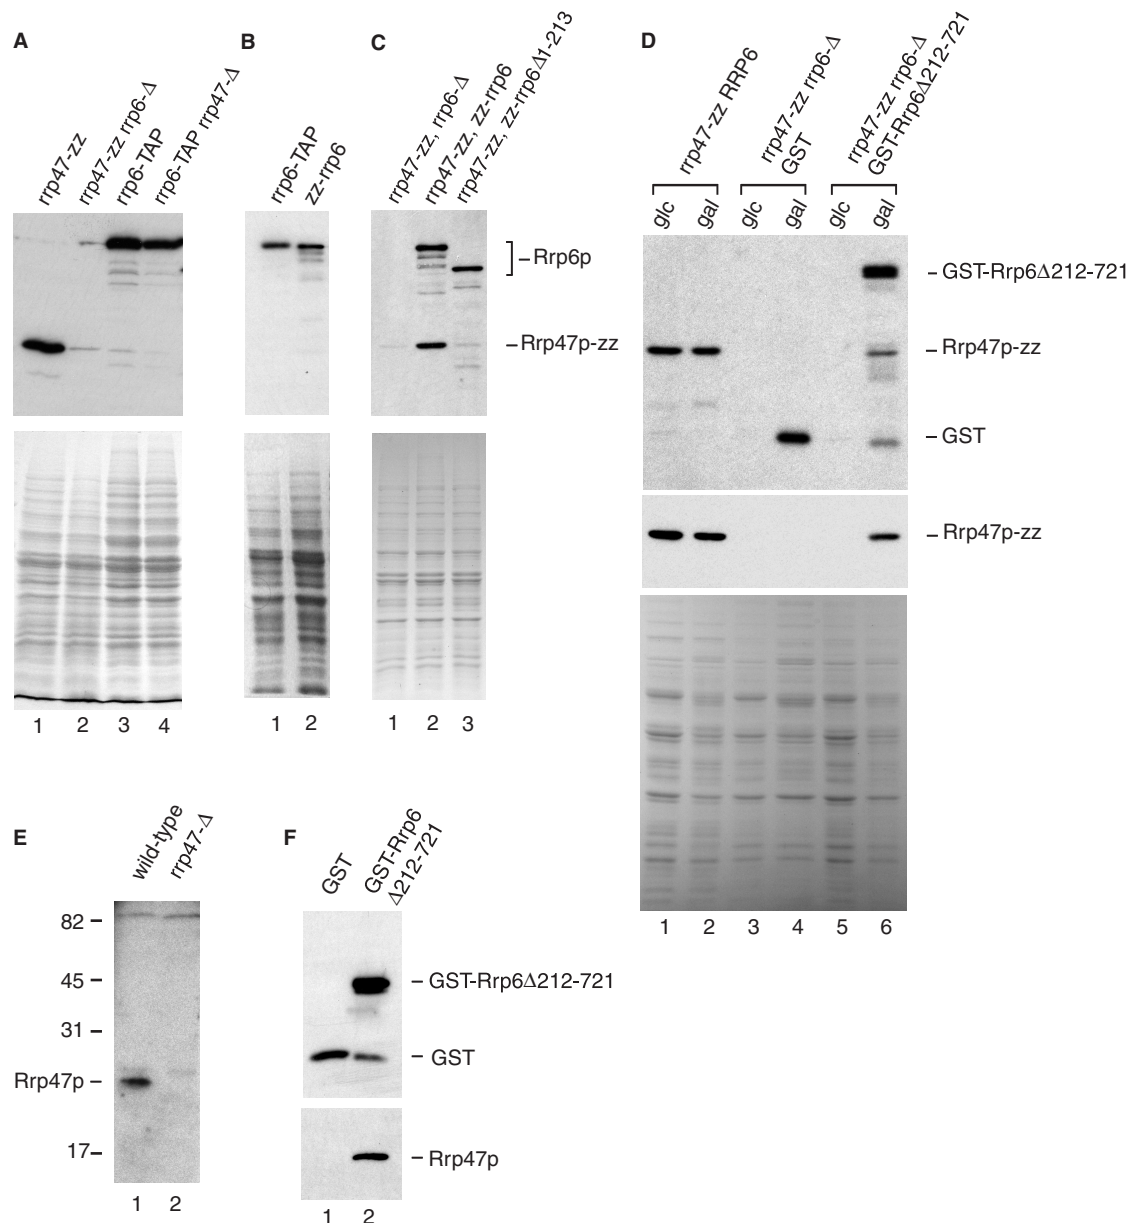 A
rrp47-zz
rrp47-zz rrp6-Δ
rrp6-TAP
rrp6-TAP rrp47-Δ
1
2
3
4
B
rrp6-TAP
zz-rrp6
1
2
C
rrp47-zz, rrp6-Δ
rrp47-zz, zz-rrp6
rrp47-zz, zz-rrp6Δ1-213
Rrp6p
Rrp47p-zz
1
2
3
D
rrp47-zz RRP6
rrp47-zz rrp6-Δ
GST
rrp47-zz rrp6-Δ
GST-Rrp6Δ212-721
glc
gal
glc
gal
glc
gal
GST-Rrp6Δ212-721
Rrp47p-zz
GST
Rrp47p-zz
1
2
3
4
5
6
E
wild-type
rrp47-Δ
82
45
31
Rrp47p
17
1
2
F
GST
GST-Rrp6
Δ212-721
GST-Rrp6Δ212-721
GST
Rrp47p
1
2